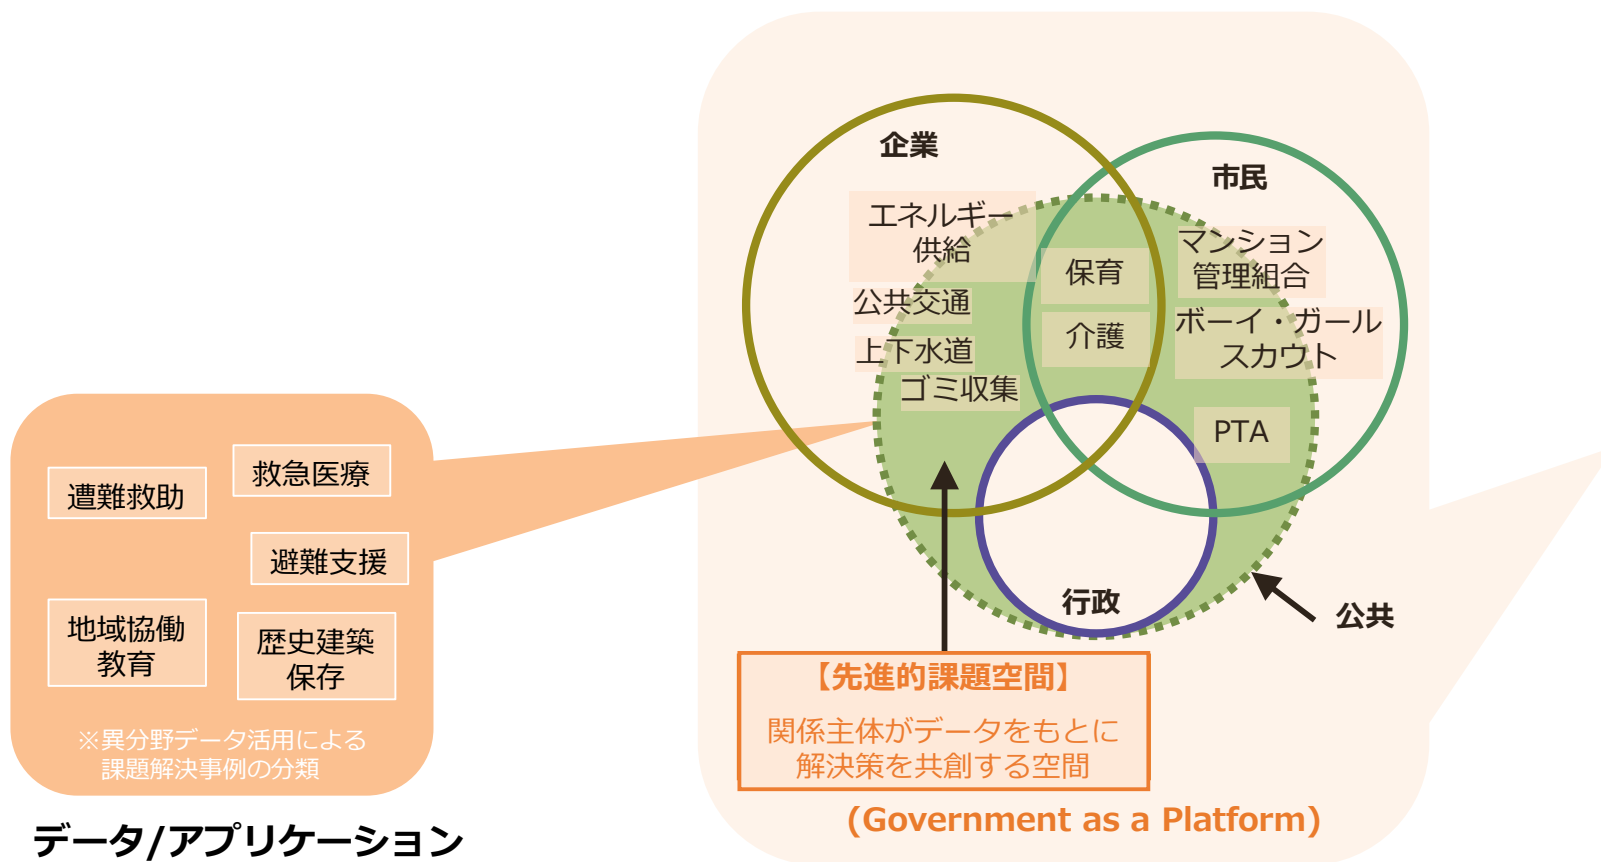 企業
市民
エネルギー
供給
公共交通
上下水道
ゴミ収集
保育
介護
マンション
管理組合
ボーイ・ガール
スカウト
PTA
行政
公共
【先進的課題空間】
関係主体がデータをもとに
解決策を共創する空間
(Government as a Platform)
遭難救助
救急医療
避難支援
地域協働
教育
歴史建築
保存
※異分野データ活用による
課題解決事例の分類
データ/アプリケーション